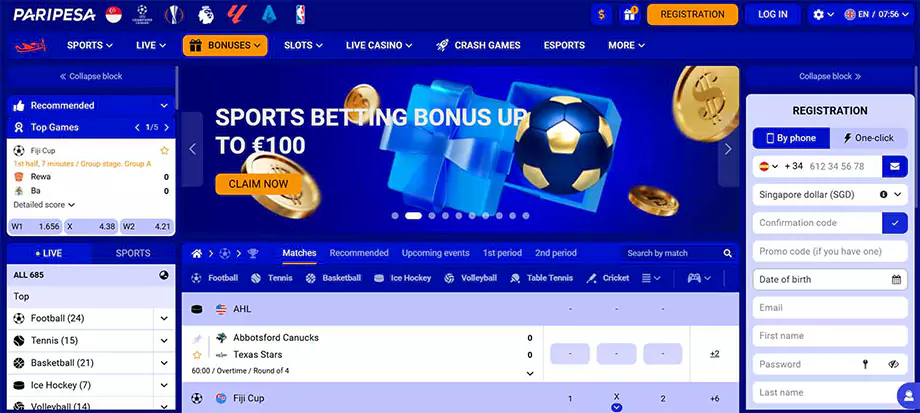 PARIPESA
REGISTRATION
LOG IN
EN / 07:56
SPORTS
LIVE
BONUSES
SLOTS
LIVE CASINO
CRASH GAMES
ESPORTS
MORE
Collapse block
Recommended
Top Games
1/5
Fiji Cup
1st half, 7 minutes / Group stage. Group A
Rewa 0
Ba 0
Detailed score
W1 1.656 X 4.38 W2 4.21
LIVE SPORTS
ALL 685
Top
Football (24)
Tennis (15)
Basketball (21)
Ice Hockey (7)
Volleyball (14)
SPORTS BETTING BONUS UP
TO €100
CLAIM NOW
Matches Recommended Upcoming events 1st period 2nd period Search by match
Football Tennis Basketball Ice Hockey Volleyball Table Tennis Cricket
AHL - - -
Abbotsford Canucks 0
Texas Stars 0
- - - ±2
60:00 / Overtime / Round of 4
Fiji Cup 1 X 2 +6
Collapse block
REGISTRATION
By phone One-click
+ 34 612 34 56 78
Singapore dollar (SGD)
Confirmation code
Promo code (if you have one)
Date of birth
Email
First name
Password
Last name